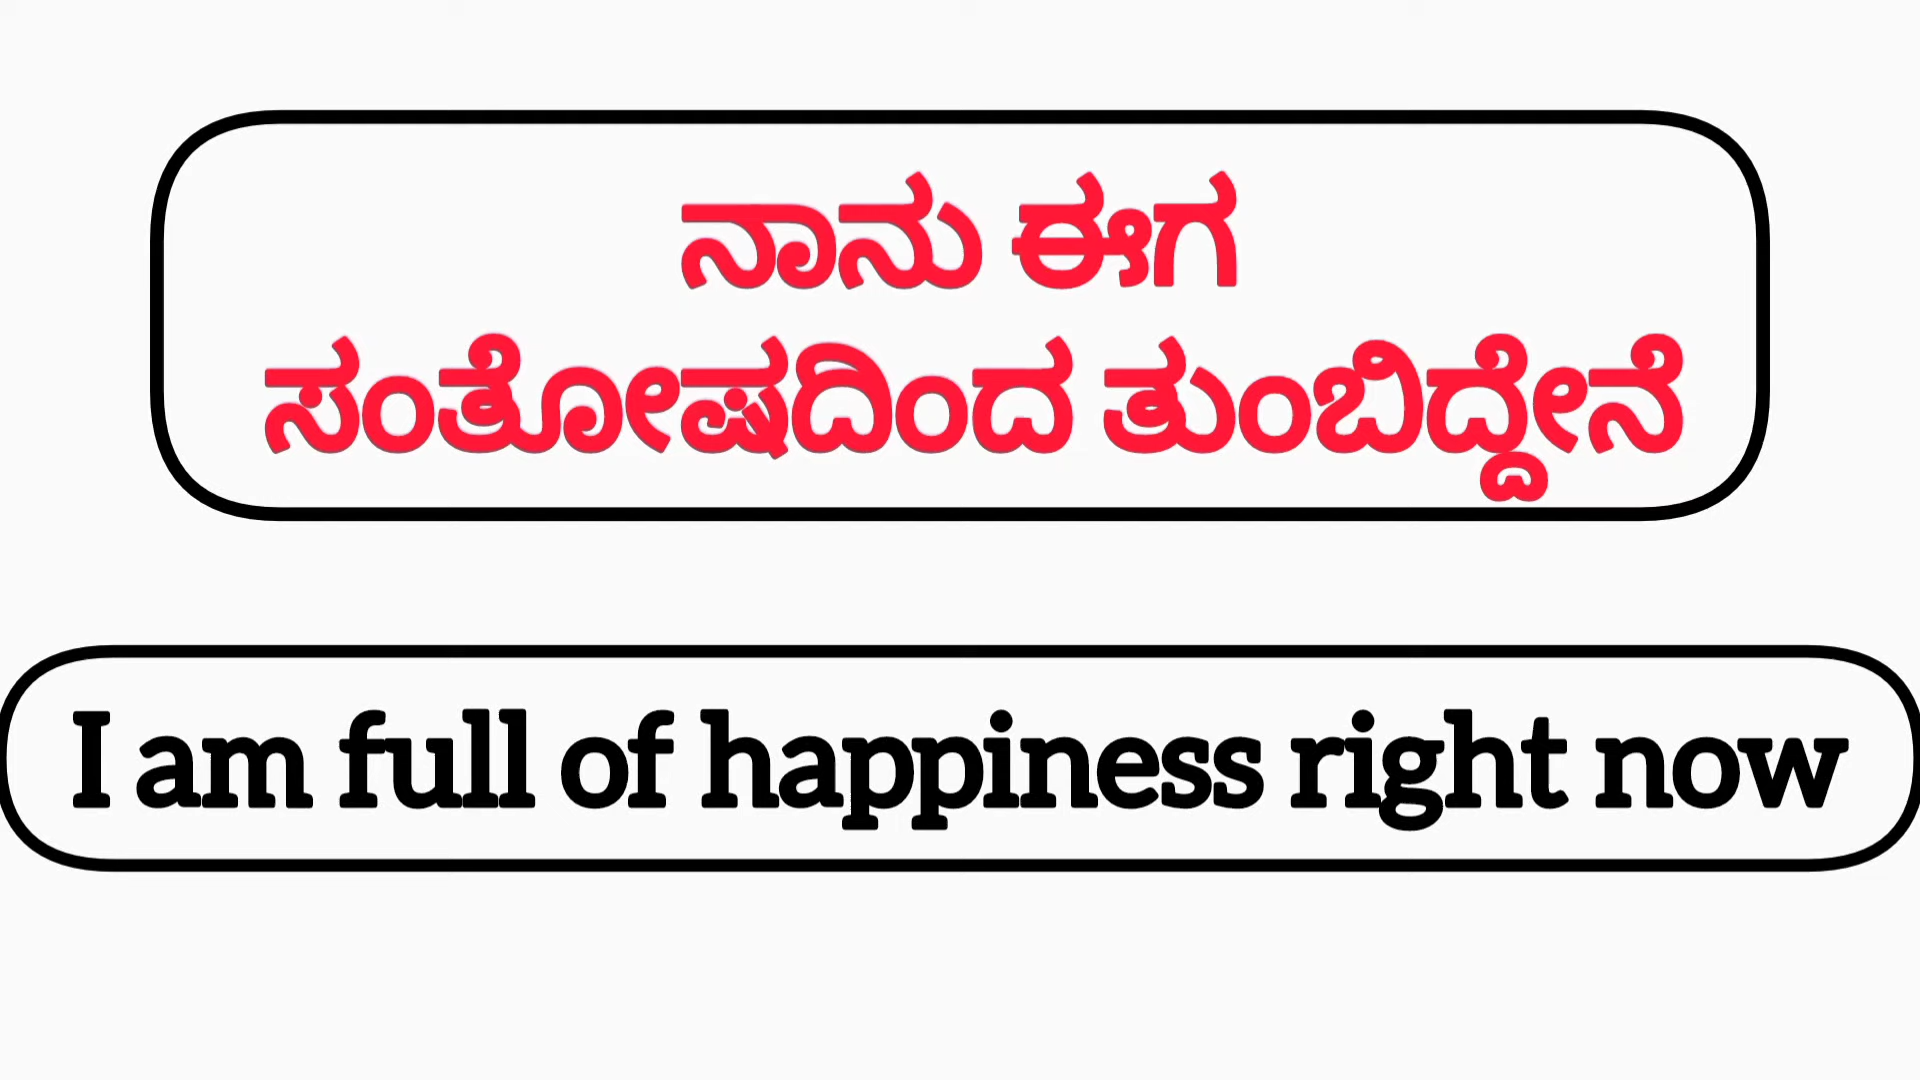 ನಾನು ಈಗ
ಸಂತೋಷದಿಂದ ತುಂಬಿದ್ದೇನೆ
I am full of happiness right now